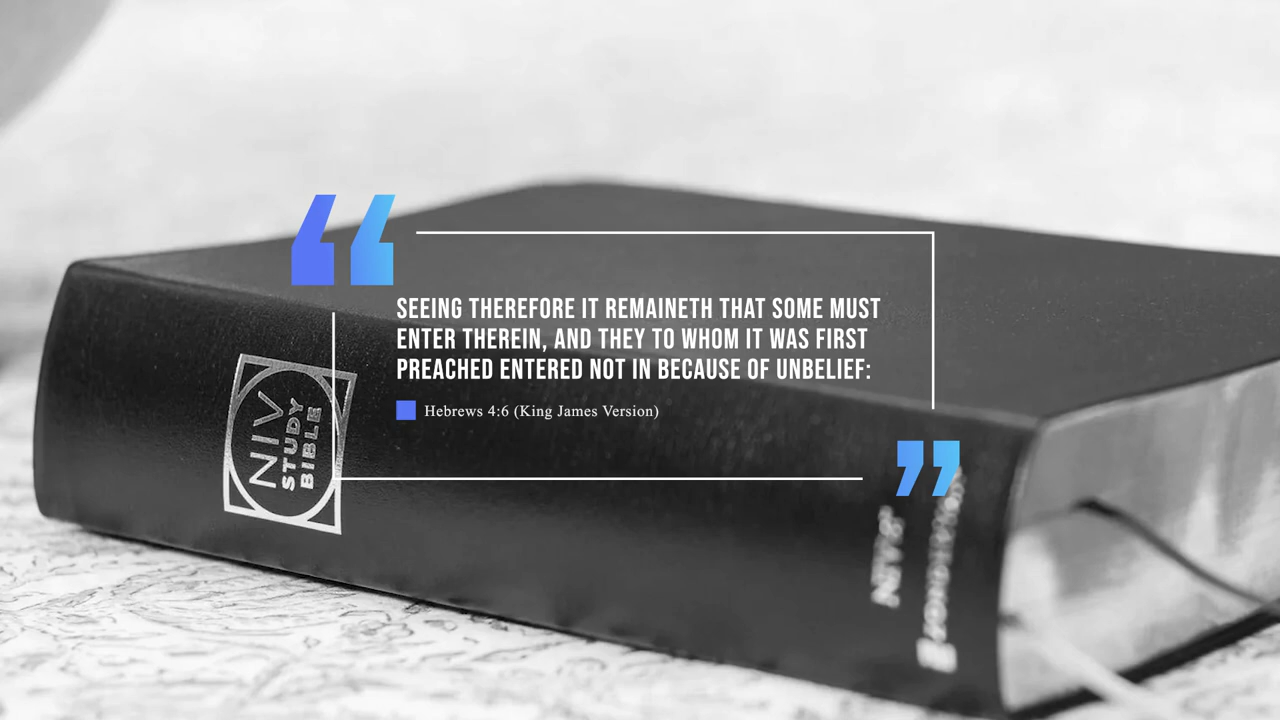 SEEING THEREFORE IT REMAINETH THAT SOME MUST
ENTER THEREIN, AND THEY TO WHOM IT WAS FIRST
PREACHED ENTERED NOT IN BECAUSE OF UNBELIEF:
Hebrews 4:6 (King James Version)
NIV
STUDY
BIBLE